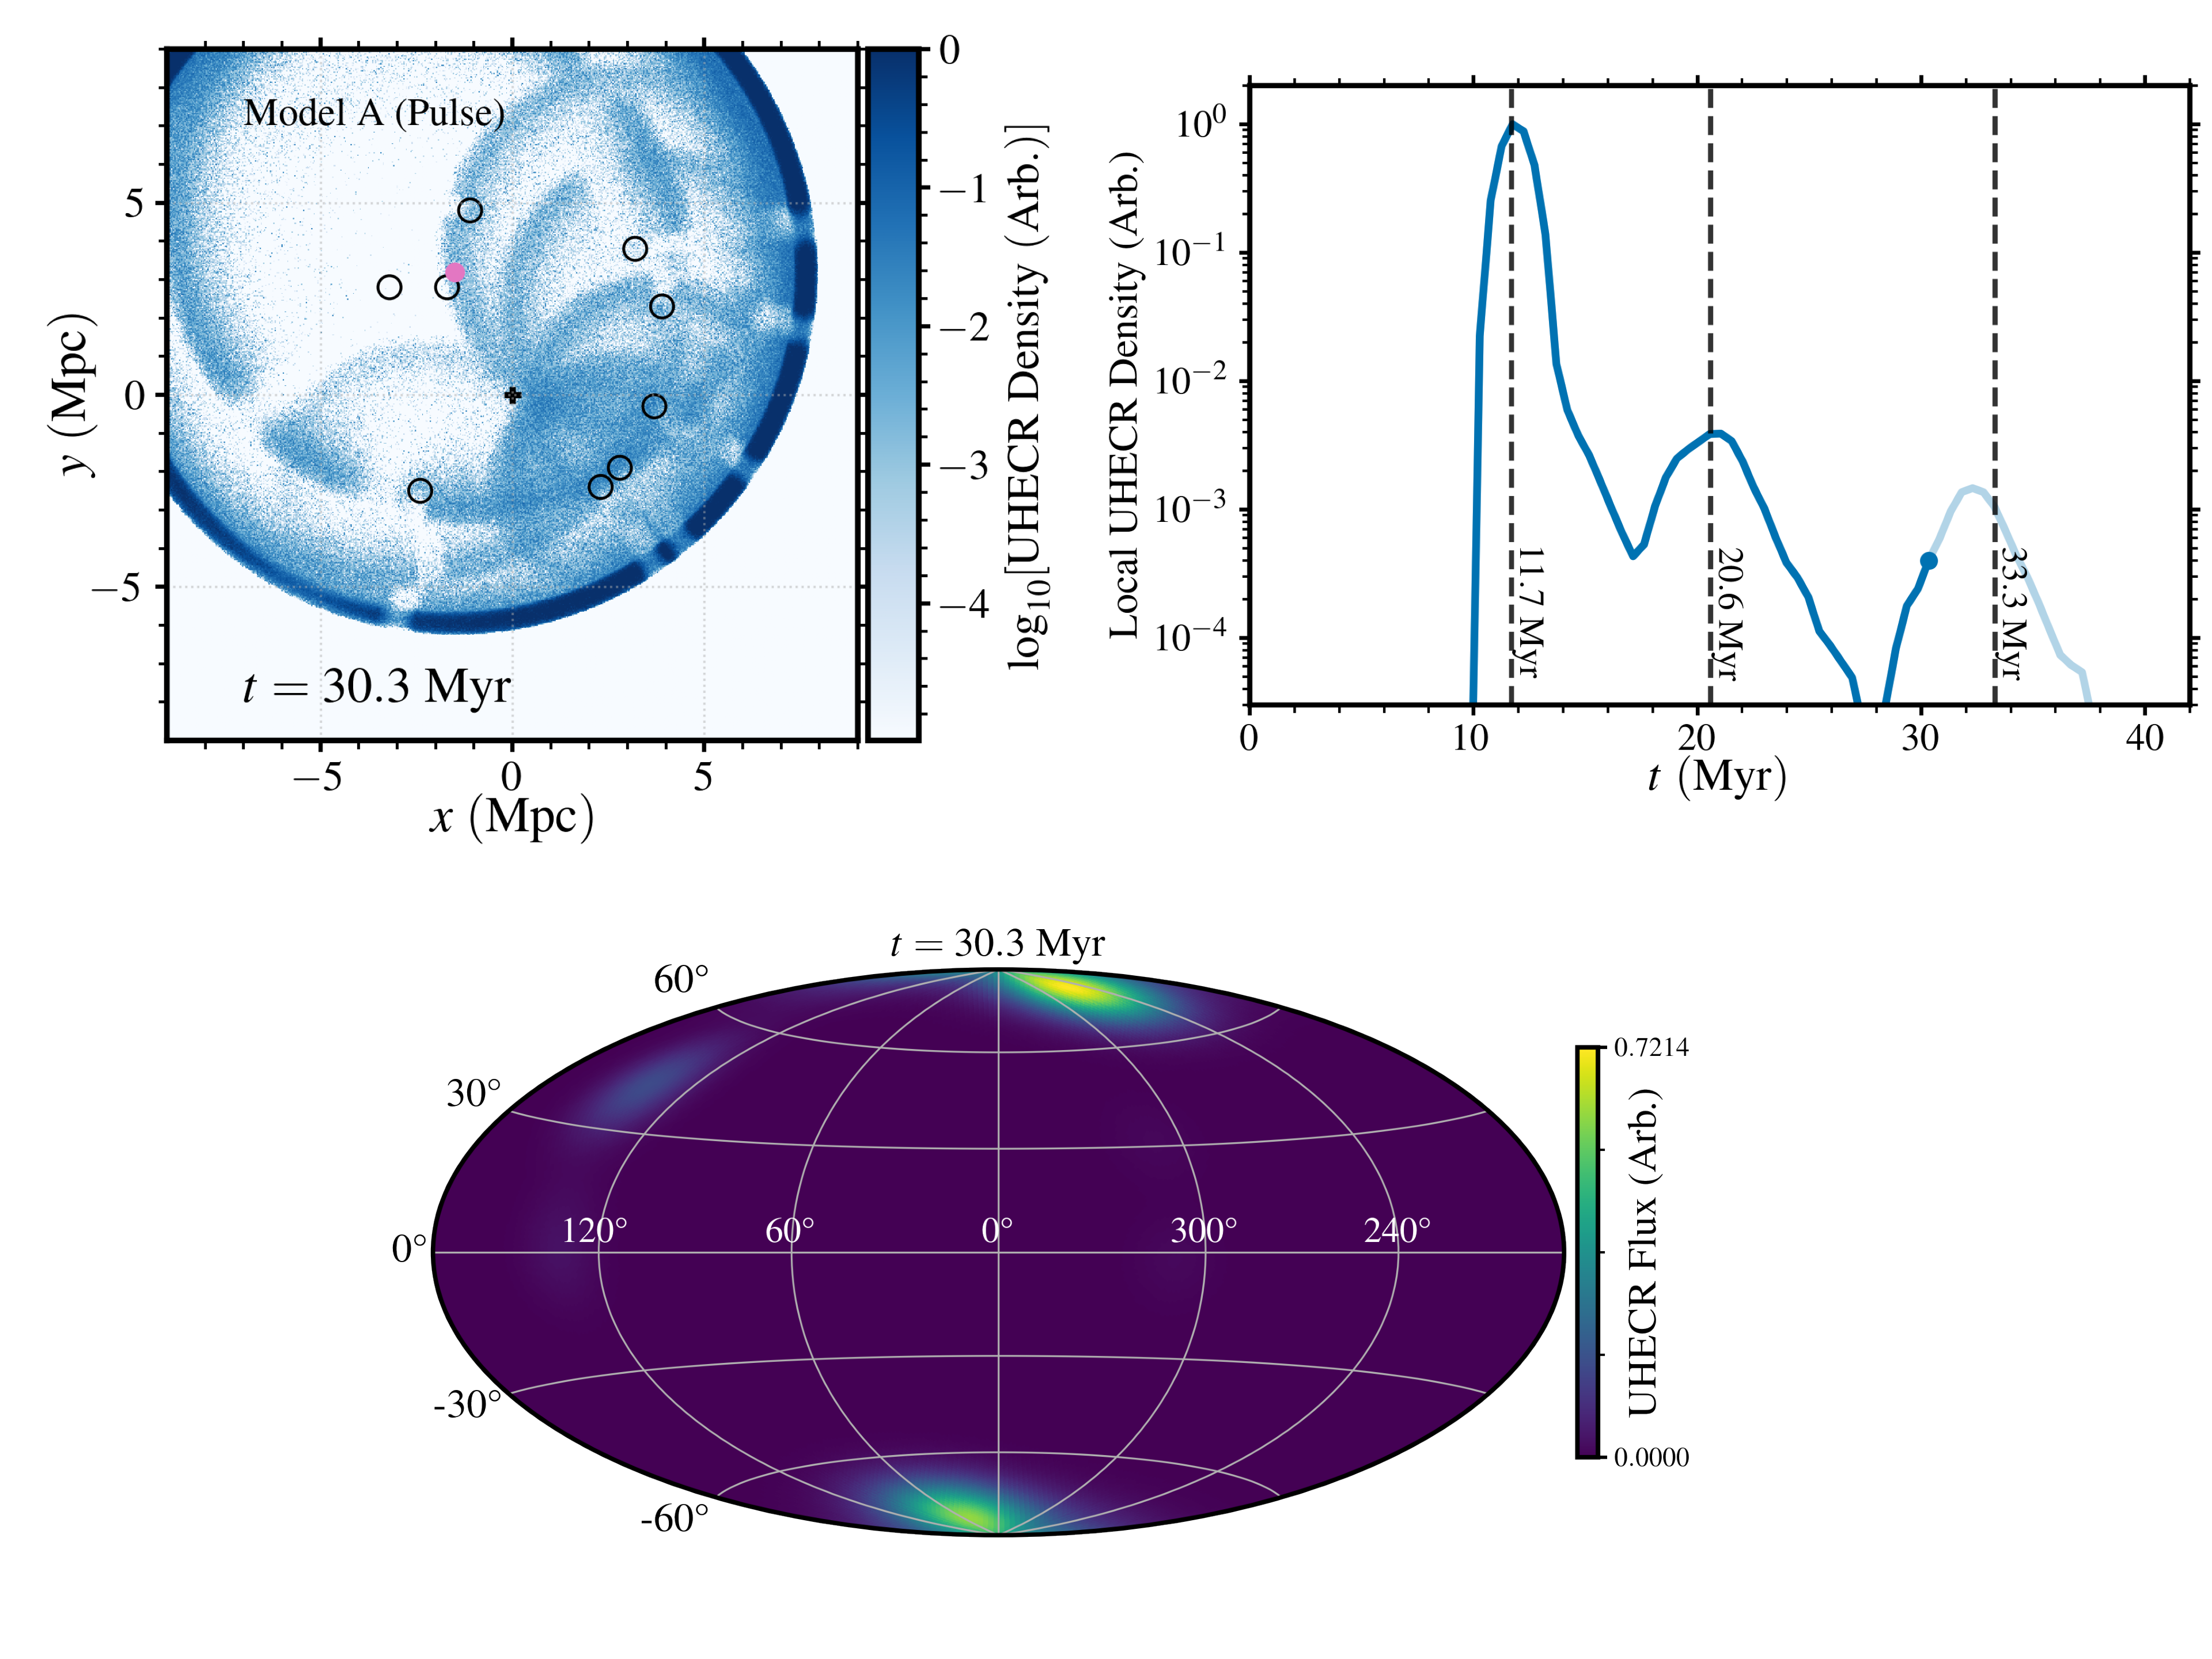 Model A (Pulse)
t = 30.3 Myr
5
0
−5
y (Mpc)
−5
0
5
x (Mpc)
0
−1
−2
−3
−4
log₁₀[UHECR Density (Arb.)]
10⁰
10⁻¹
10⁻²
10⁻³
10⁻⁴
Local UHECR Density (Arb.)
11.7 Myr
20.6 Myr
33.3 Myr
0
10
20
30
40
t (Myr)
t = 30.3 Myr
60°
30°
0°
-30°
-60°
120°
60°
0°
300°
240°
0.7214
0.0000
UHECR Flux (Arb.)